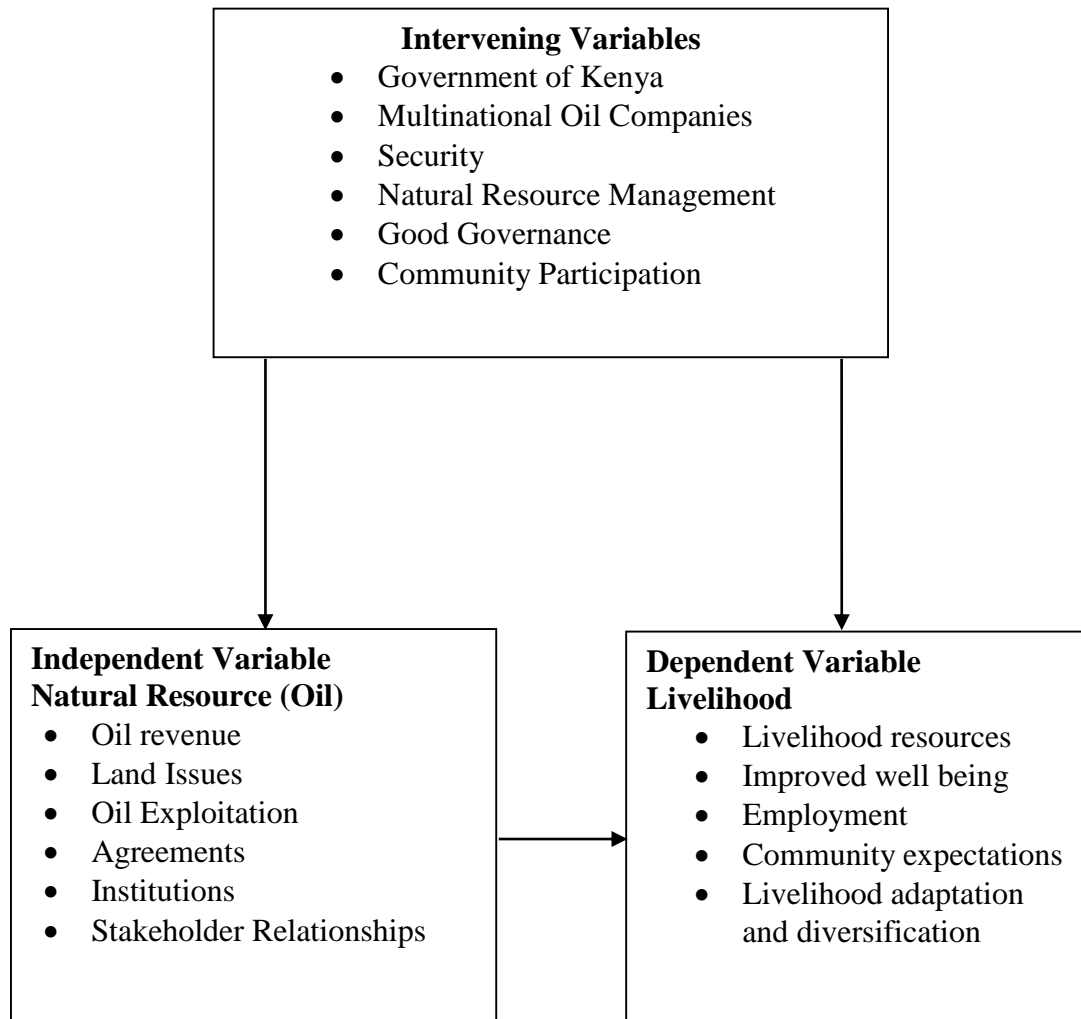 Intervening Variables
• Government of Kenya
• Multinational Oil Companies
• Security
• Natural Resource Management
• Good Governance
• Community Participation
Independent Variable
Natural Resource (Oil)
• Oil revenue
• Land Issues
• Oil Exploitation
• Agreements
• Institutions
• Stakeholder Relationships
Dependent Variable
Livelihood
• Livelihood resources
• Improved well being
• Employment
• Community expectations
• Livelihood adaptation
and diversification